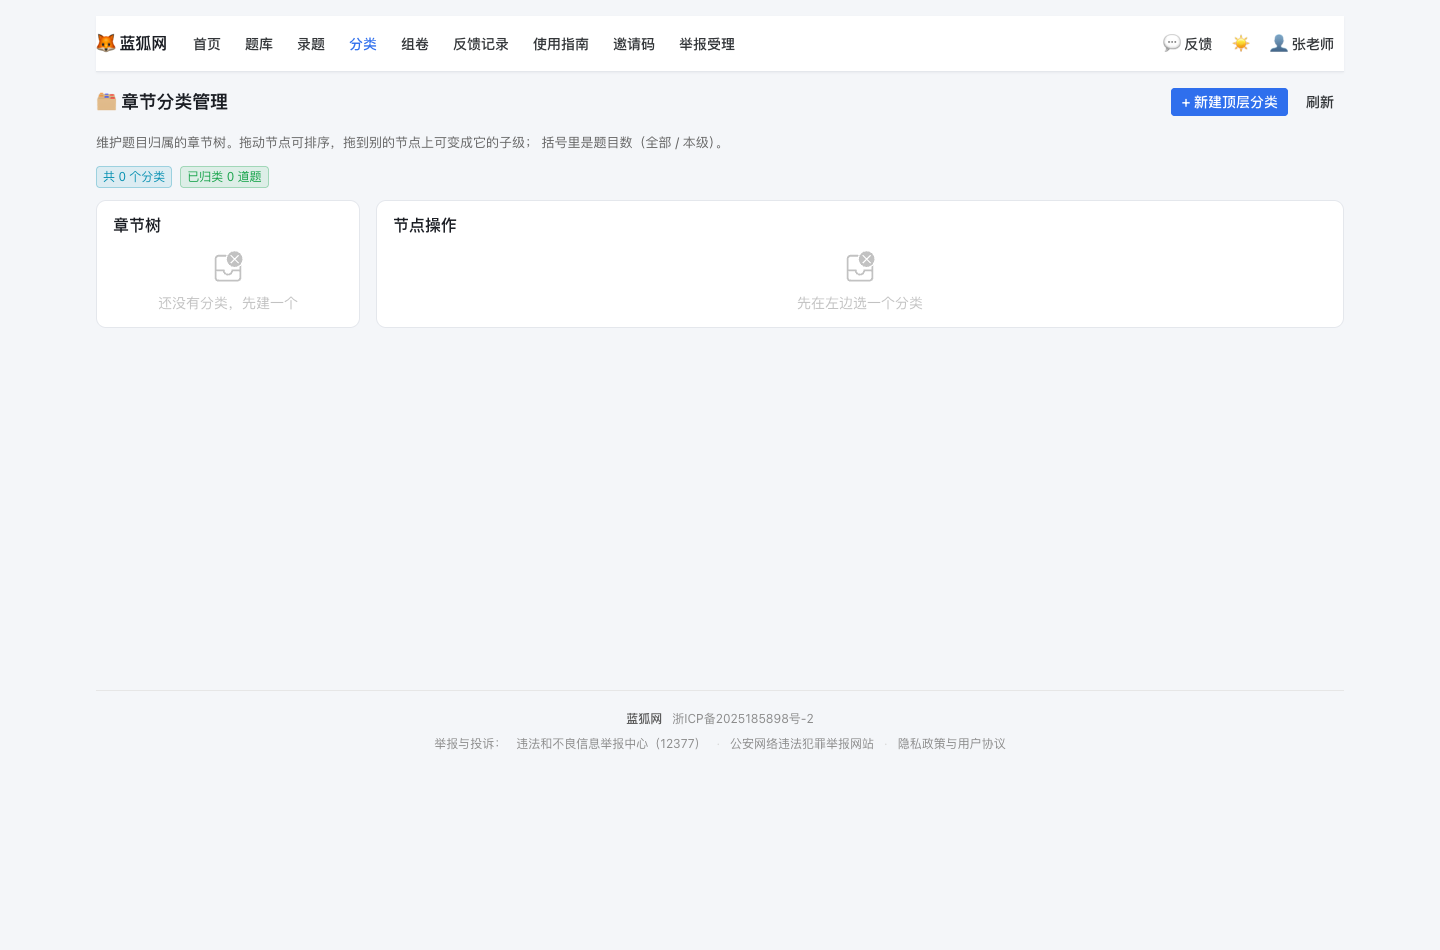 蓝狐网 首页 题库 录题 分类 组卷 反馈记录 使用指南 邀请码 举报受理 反馈 张老师
章节分类管理 + 新建顶层分类 刷新
维护题目归属的章节树。拖动节点可排序，拖到别的节点上可变成它的子级； 括号里是题目数（全部 / 本级）。
共 0 个分类 已归类 0 道题
章节树
还没有分类，先建一个
节点操作
先在左边选一个分类
蓝狐网 浙ICP备2025185898号-2
举报与投诉： 违法和不良信息举报中心（12377） · 公安网络违法犯罪举报网站 · 隐私政策与用户协议